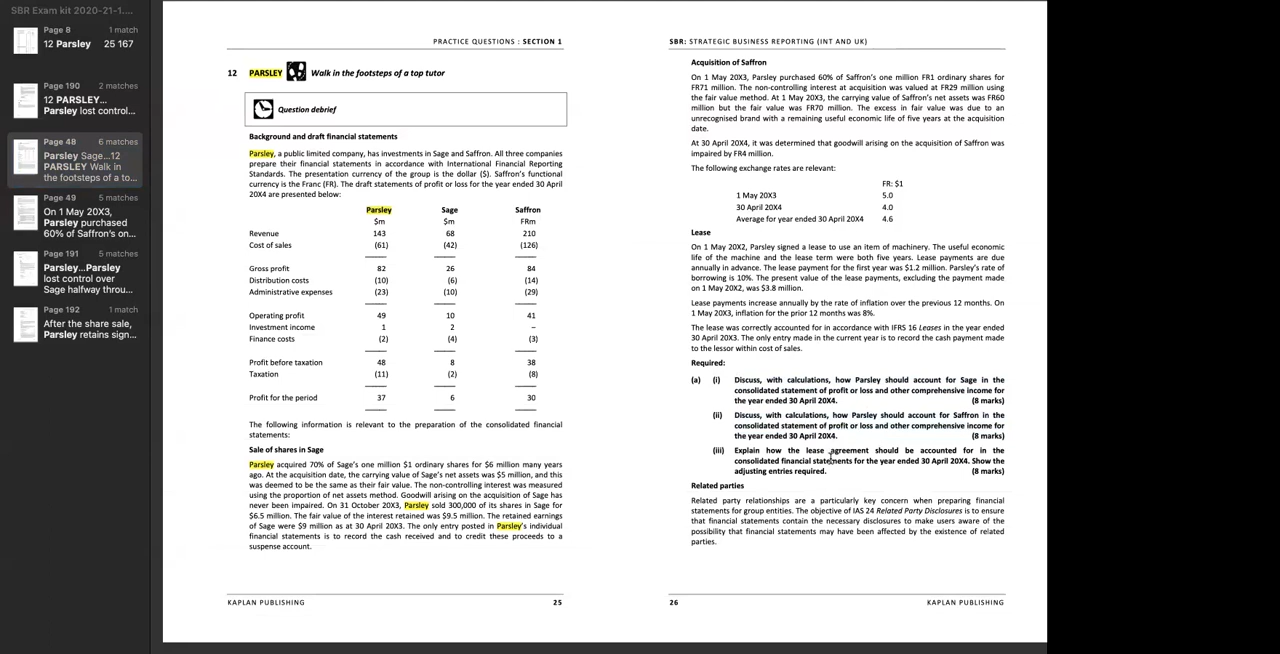 SBR Exam kit 2020-21-1....
Page 8 1 match
12 Parsley 25 167
Page 190 2 matches
12 PARSLEY...
Parsley lost control...
Page 48 6 matches
Parsley Sage...12
PARSLEY Walk in
the footsteps of a to...
Page 49 5 matches
On 1 May 20X3,
Parsley purchased
60% of Saffron's on...
Page 191 5 matches
Parsley...Parsley
lost control over
Sage halfway throu...
Page 192 1 match
After the share sale,
Parsley retains sign...
PRACTICE QUESTIONS : SECTION 1
12 PARSLEY Walk in the footsteps of a top tutor
Question debrief
Background and draft financial statements
Parsley, a public limited company, has investments in Sage and Saffron. All three companies
prepare their financial statements in accordance with International Financial Reporting
Standards. The presentation currency of the group is the dollar ($). Saffron's functional
currency is the Franc (FR). The draft statements of profit or loss for the year ended 30 April
20X4 are presented below:
Parsley Sage Saffron
$m $m FRm
Revenue 143 68 210
Cost of sales (61) (42) (126)
Gross profit 82 26 84
Distribution costs (10) (6) (14)
Administrative expenses (23) (10) (29)
Operating profit 49 10 41
Investment income 1 2 –
Finance costs (2) (4) (3)
Profit before taxation 48 8 38
Taxation (11) (2) (8)
Profit for the period 37 6 30
The following information is relevant to the preparation of the consolidated financial
statements:
Sale of shares in Sage
Parsley acquired 70% of Sage's one million $1 ordinary shares for $6 million many years
ago. At the acquisition date, the carrying value of Sage's net assets was $5 million, and this
was deemed to be the same as their fair value. The non-controlling interest was measured
using the proportion of net assets method. Goodwill arising on the acquisition of Sage has
never been impaired. On 31 October 20X3, Parsley sold 300,000 of its shares in Sage for
$6.5 million. The fair value of the interest retained was $9.5 million. The retained earnings
of Sage were $9 million as at 30 April 20X3. The only entry posted in Parsley's individual
financial statements is to record the cash received and to credit these proceeds to a
suspense account.
KAPLAN PUBLISHING 25
SBR: STRATEGIC BUSINESS REPORTING (INT AND UK)
Acquisition of Saffron
On 1 May 20X3, Parsley purchased 60% of Saffron's one million FR1 ordinary shares for
FR71 million. The non-controlling interest at acquisition was valued at FR29 million using
the fair value method. At 1 May 20X3, the carrying value of Saffron's net assets was FR60
million but the fair value was FR70 million. The excess in fair value was due to an
unrecognised brand with a remaining useful economic life of five years at the acquisition
date.
At 30 April 20X4, it was determined that goodwill arising on the acquisition of Saffron was
impaired by FR4 million.
The following exchange rates are relevant:
FR: $1
1 May 20X3 5.0
30 April 20X4 4.0
Average for year ended 30 April 20X4 4.6
Lease
On 1 May 20X2, Parsley signed a lease to use an item of machinery. The useful economic
life of the machine and the lease term were both five years. Lease payments are due
annually in advance. The lease payment for the first year was $1.2 million. Parsley's rate of
borrowing is 10%. The present value of the lease payments, excluding the payment made
on 1 May 20X2, was $3.8 million.
Lease payments increase annually by the rate of inflation over the previous 12 months. On
1 May 20X3, inflation for the prior 12 months was 8%.
The lease was correctly accounted for in accordance with IFRS 16 Leases in the year ended
30 April 20X3. The only entry made in the current year is to record the cash payment made
to the lessor within cost of sales.
Required:
(a) (i) Discuss, with calculations, how Parsley should account for Sage in the
consolidated statement of profit or loss and other comprehensive income for
the year ended 30 April 20X4. (8 marks)
(ii) Discuss, with calculations, how Parsley should account for Saffron in the
consolidated statement of profit or loss and other comprehensive income for
the year ended 30 April 20X4. (8 marks)
(iii) Explain how the lease agreement should be accounted for in the
consolidated financial statements for the year ended 30 April 20X4. Show the
adjusting entries required. (8 marks)
Related parties
Related party relationships are a particularly key concern when preparing financial
statements for group entities. The objective of IAS 24 Related Party Disclosures is to ensure
that financial statements contain the necessary disclosures to make users aware of the
possibility that financial statements may have been affected by the existence of related
parties.
26 KAPLAN PUBLISHING